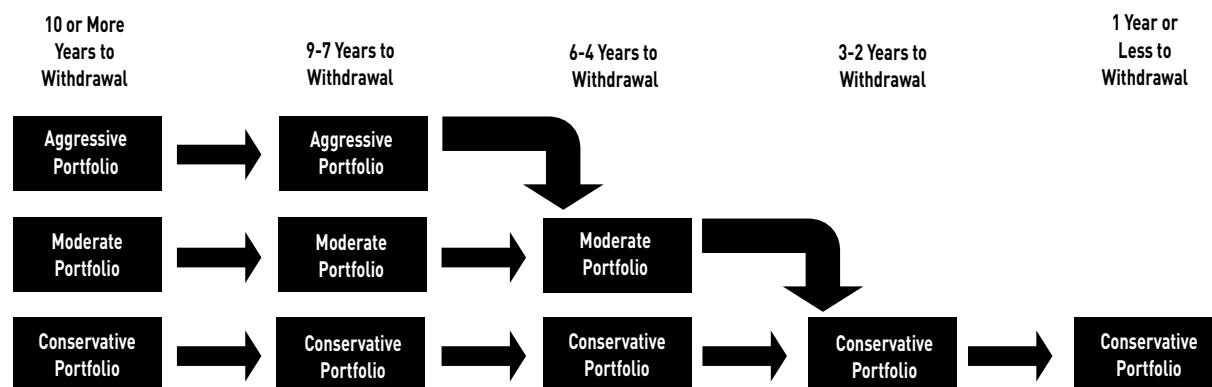 10 or More
Years to
Withdrawal
9-7 Years to
Withdrawal
6-4 Years to
Withdrawal
3-2 Years to
Withdrawal
1 Year or
Less to
Withdrawal
Aggressive
Portfolio
Aggressive
Portfolio
Moderate
Portfolio
Moderate
Portfolio
Moderate
Portfolio
Conservative
Portfolio
Conservative
Portfolio
Conservative
Portfolio
Conservative
Portfolio
Conservative
Portfolio